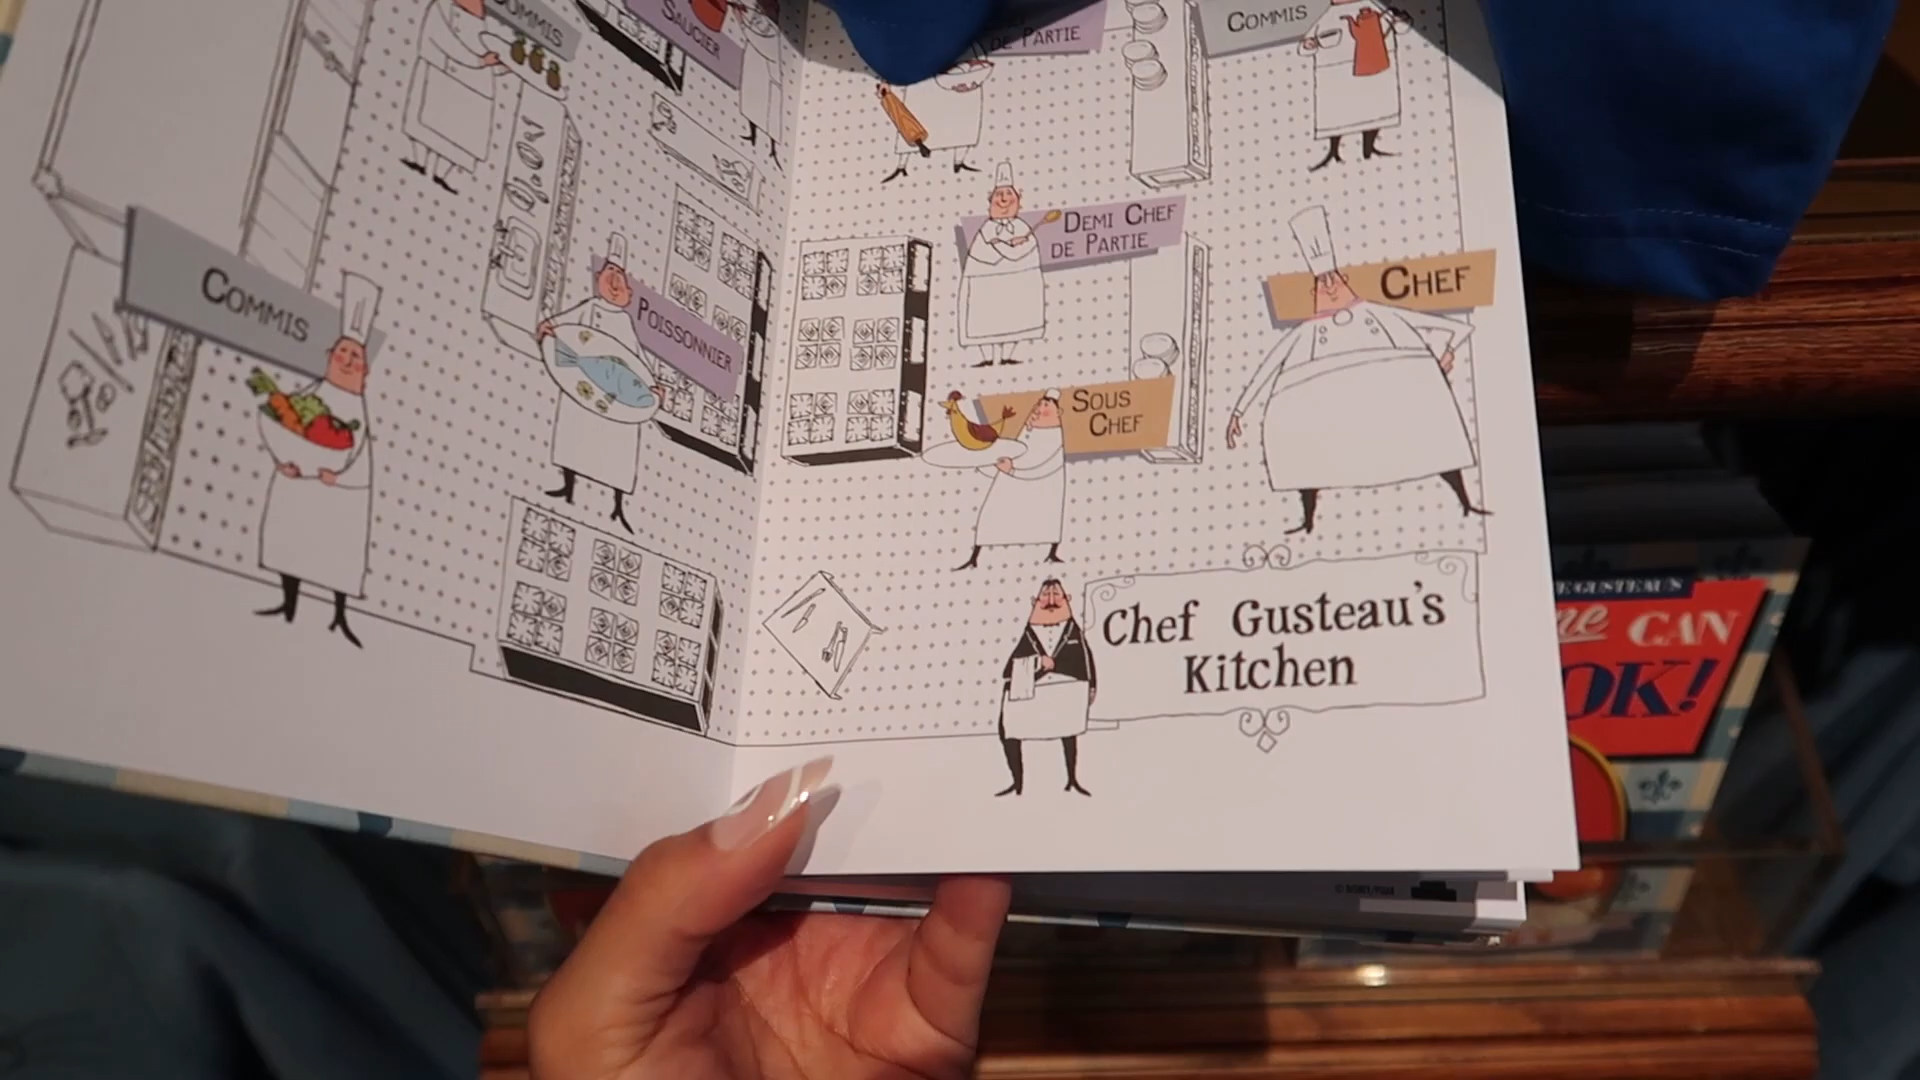 COMMIS
SAUCIER
DE PARTIE
COMMIS
DEMI CHEF
DE PARTIE
CHEF
COMMIS
POISSONNIER
SOUS
CHEF
Chef Gusteau's
Kitchen
GUSTEAU'S
CAN
OK!